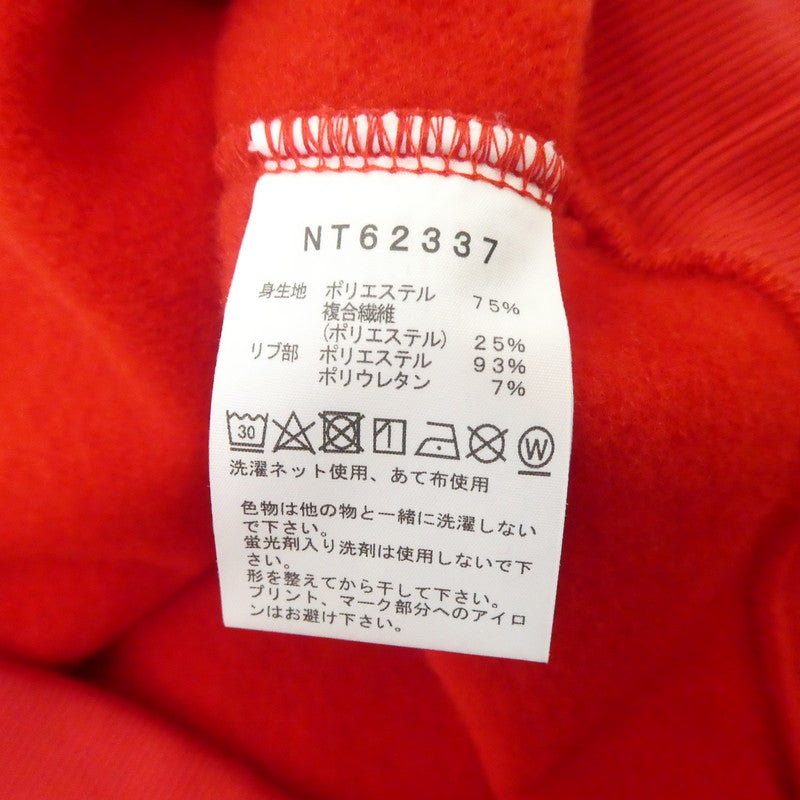 NT62337
身生地 ポリエステル 75%
複合繊維
(ポリエステル) 25%
リブ部 ポリエステル 93%
ポリウレタン 7%
30 W
洗濯ネット使用、あて布使用
色物は他の物と一緒に洗濯しない
で下さい。
蛍光剤入り洗剤は使用しないで下
さい。
形を整えてから干して下さい。
プリント、マーク部分へのアイロ
ンはお避け下さい。